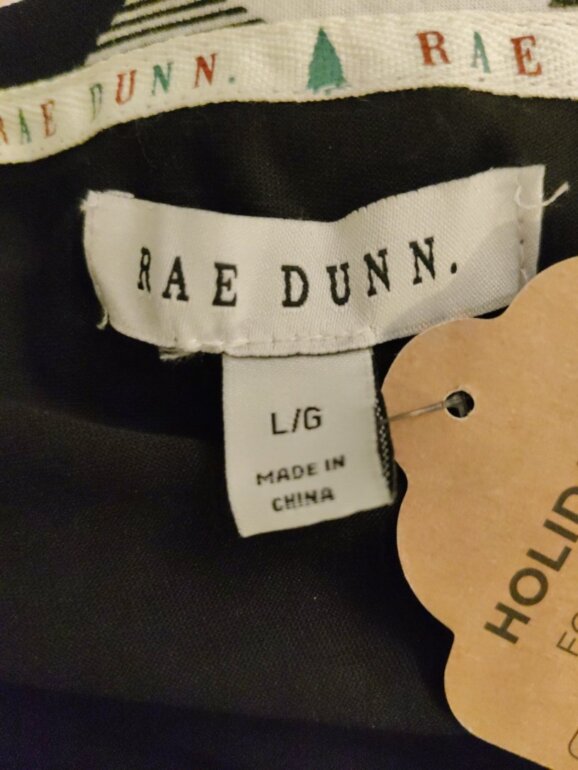 RAE DUNN. RAE
RAE DUNN.
L/G
MADE IN
CHINA
HOLID